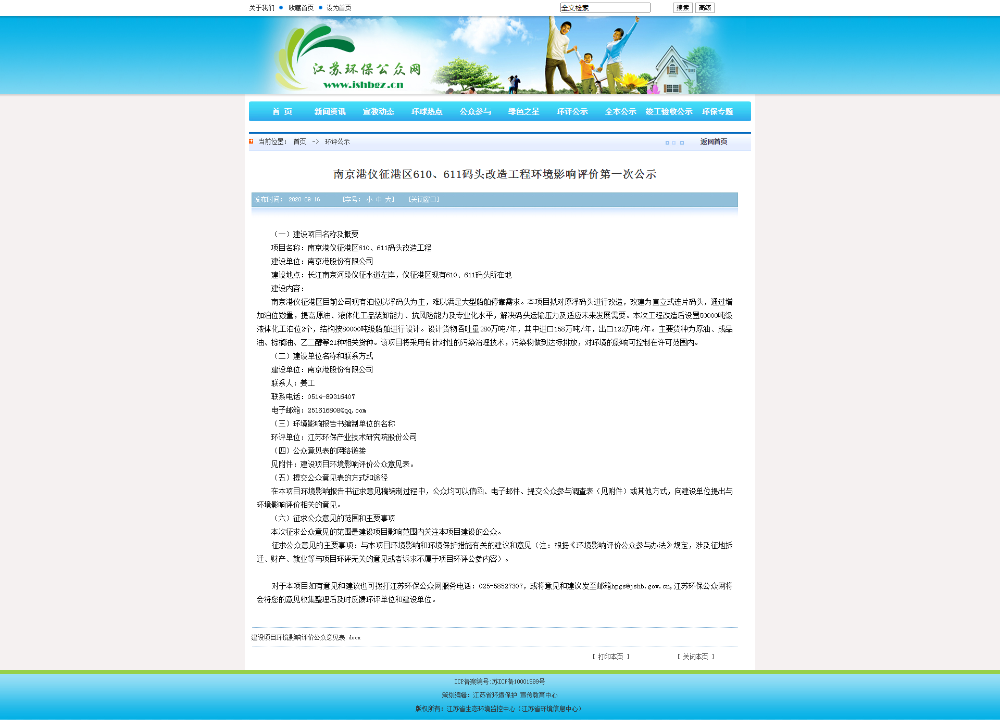 关于我们 收藏首页 设为首页 全文检索 搜索 高级
江苏环保公众网
www.jshbgz.cn
首 页 新闻资讯 宣教动态 环球热点 公众参与 绿色之星 环评公示 全本公示 竣工验收公示 环保专题
当前位置： 首页 -> 环评公示 返回首页
南京港仪征港区610、611码头改造工程环境影响评价第一次公示
发布时间： 2020-09-16 [字号： 小 中 大] [关闭窗口]
（一）建设项目名称及概要
项目名称：南京港仪征港区610、611码头改造工程
建设单位：南京港股份有限公司
建设地点：长江南京河段仪征水道左岸，仪征港区现有610、611码头所在地
建设内容：
南京港仪征港区目前公司现有泊位以浮码头为主，难以满足大型船舶停靠需求。本项目拟对原浮码头进行改造，改建为直立式连片码头，通过增
加泊位数量，提高原油、液体化工品装卸能力、抗风险能力及专业化水平，解决码头运输压力及适应未来发展需要。本次工程改造后设置50000吨级
液体化工泊位2个，结构按80000吨级船舶进行设计。设计货物吞吐量280万吨/年，其中进口158万吨/年，出口122万吨/年。主要货种为原油、成品
油、棕榈油、乙二醇等21种相关货种。该项目将采用有针对性的污染治理技术，污染物做到达标排放，对环境的影响可控制在许可范围内。
（二）建设单位名称和联系方式
建设单位：南京港股份有限公司
联系人：姜工
联系电话：0514-89316407
电子邮箱：251616808@qq.com
（三）环境影响报告书编制单位的名称
环评单位：江苏环保产业技术研究院股份公司
（四）公众意见表的网络链接
见附件：建设项目环境影响评价公众意见表。
（五）提交公众意见表的方式和途径
在本项目环境影响报告书征求意见稿编制过程中，公众均可以信函、电子邮件、提交公众参与调查表（见附件）或其他方式，向建设单位提出与
环境影响评价相关的意见。
（六）征求公众意见的范围和主要事项
本次征求公众意见的范围是建设项目影响范围内关注本项目建设的公众。
征求公众意见的主要事项：与本项目环境影响和环境保护措施有关的建议和意见（注：根据《环境影响评价公众参与办法》规定，涉及征地拆
迁、财产、就业等与项目环评无关的意见或者诉求不属于项目环评公参内容）。
对于本项目如有意见和建议也可拨打江苏环保公众网服务电话：025-58527307，或将意见和建议发至邮箱hpgs@jshb.gov.cn,江苏环保公众网将
会将您的意见收集整理后及时反馈环评单位和建设单位。
建设项目环境影响评价公众意见表.docx
[ 打印本页 ] [ 关闭本页 ]
ICP备案编号:苏ICP备10001599号
策划编辑：江苏省环境保护 宣传教育中心
版权所有：江苏省生态环境监控中心（江苏省环境信息中心）